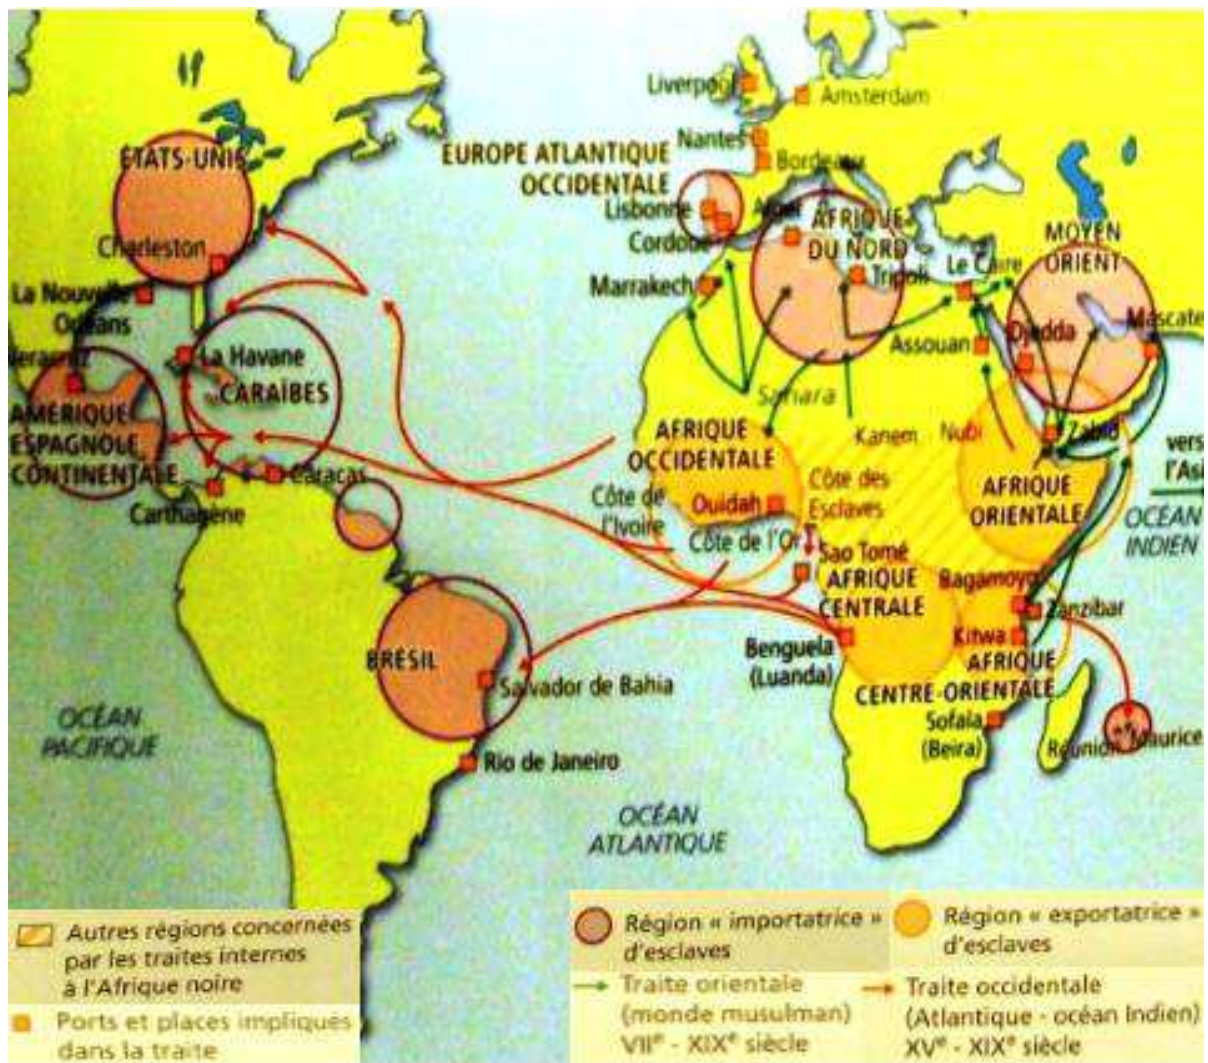 Liverpool
Amsterdam
Nantes
Bordeaux
ÉTATS-UNIS
EUROPE ATLANTIQUE
OCCIDENTALE
Lisbonne
Cordoue
Alger
AFRIQUE
DU NORD
Tripoli
Le Caire
MOYEN
ORIENT
Charleston
La Nouvelle
Orléans
Marrakech
Assouan
Djedda
Mascate
Veracruz
La Havane
CARAÏBES
Sahara
AMÉRIQUE
ESPAGNOLE
CONTINENTALE
Caracas
Carthagène
AFRIQUE
OCCIDENTALE
Kanem
Nubi
Zabid
vers
l'Asi
Côte de
l'Ivoire
Ouidah
Côte des
Esclaves
AFRIQUE
ORIENTALE
OCÉAN
INDIEN
Côte de l'Or
Sao Tomé
AFRIQUE
CENTRALE
Bagamoyo
Zanzibar
BRÉSIL
Benguela
(Luanda)
Kitwa
AFRIQUE
CENTRE-ORIENTALE
Salvador de Bahia
Sofala
(Beira)
Réunion
Maurice
OCÉAN
PACIFIQUE
Rio de Janeiro
OCÉAN
ATLANTIQUE
Autres régions concernées
par les traites internes
à l'Afrique noire
Ports et places impliqués
dans la traite
Région « importatrice »
d'esclaves
Région « exportatrice »
d'esclaves
Traite orientale
(monde musulman)
VIIe - XIXe siècle
Traite occidentale
(Atlantique - océan Indien)
XVe - XIXe siècle